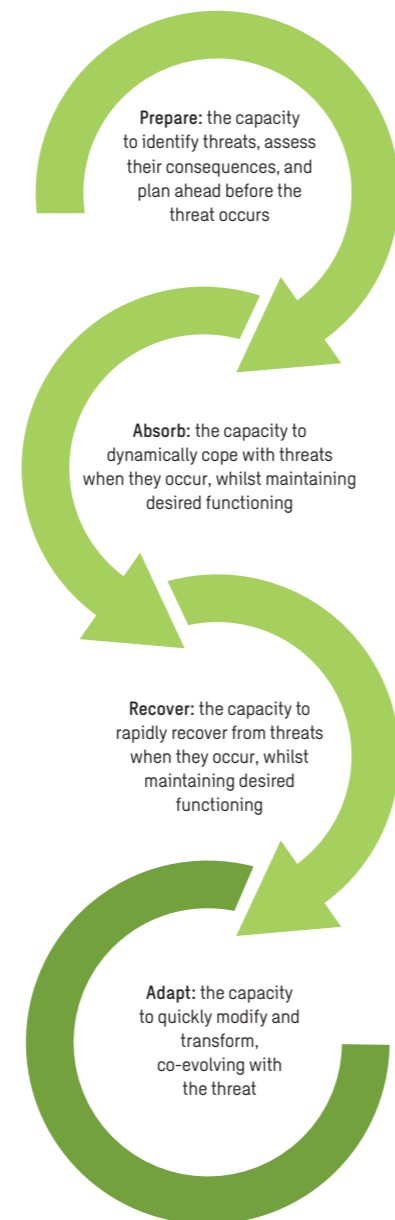 Prepare: the capacity
to identify threats, assess
their consequences, and
plan ahead before the
threat occurs
Absorb: the capacity to
dynamically cope with threats
when they occur, whilst maintaining
desired functioning
Recover: the capacity to
rapidly recover from threats
when they occur, whilst
maintaining desired
functioning
Adapt: the capacity
to quickly modify and
transform,
co-evolving with
the threat